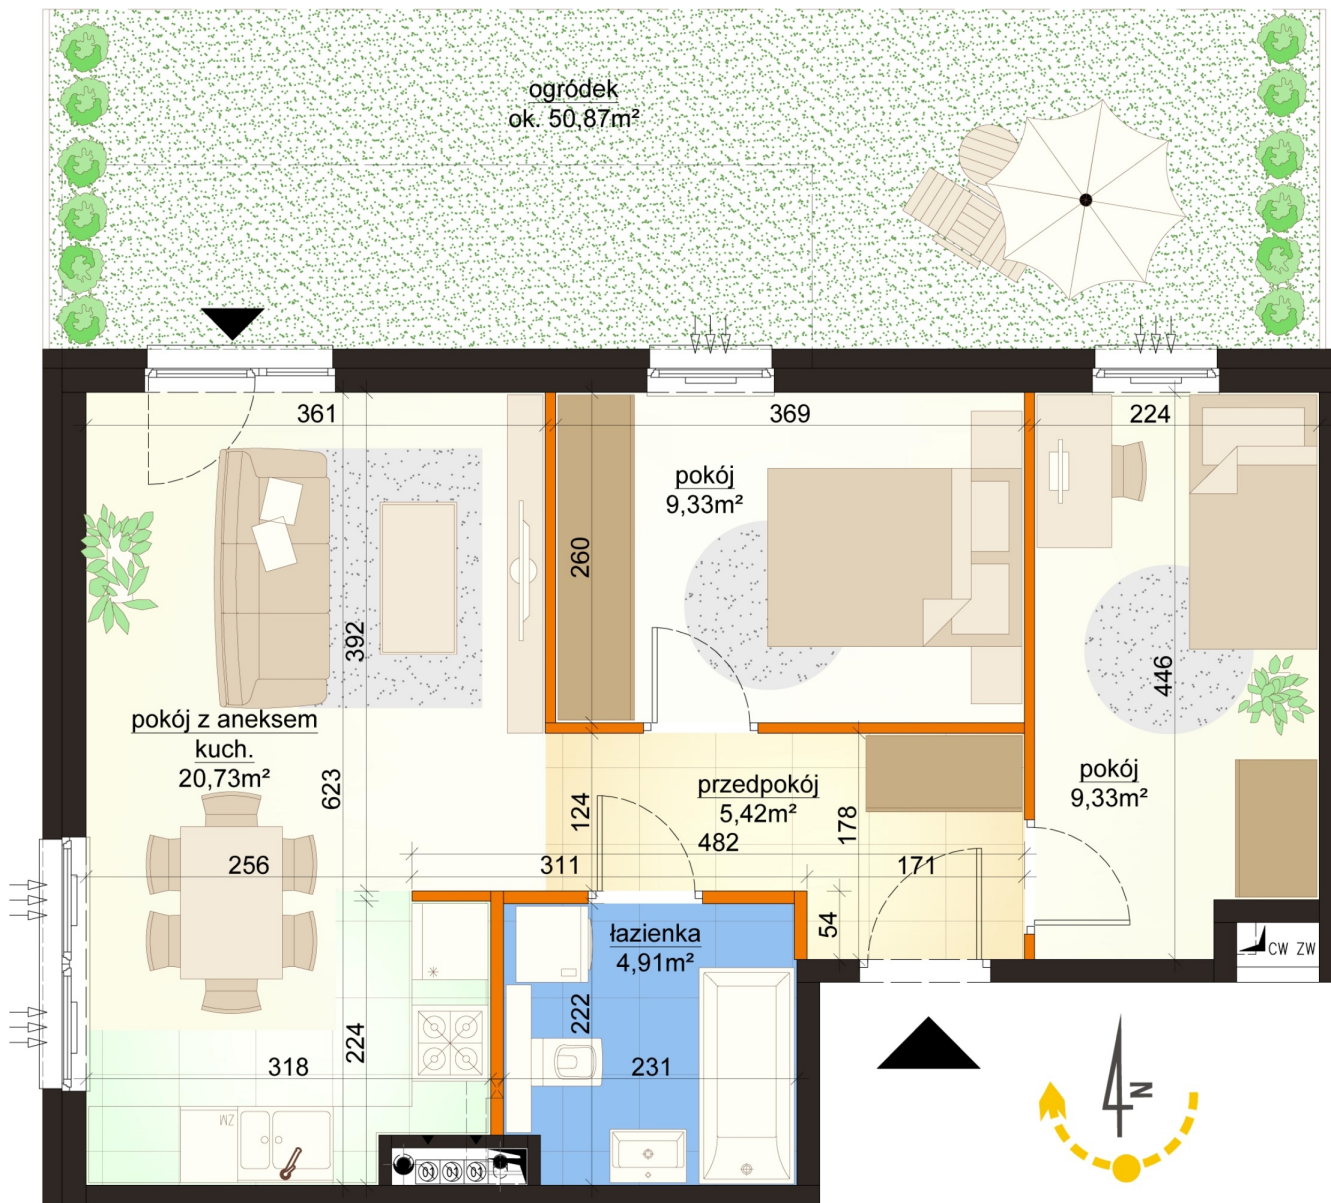 ogródek
ok. 50,87m²
361
369
224
pokój
9,33m²
260
392
446
pokój z aneksem
kuch.
20,73m²
623
przedpokój
5,42m²
pokój
9,33m²
124
178
482
256
311
171
54
łazienka
4,91m²
CW ZW
222
224
318
231
ZM
N